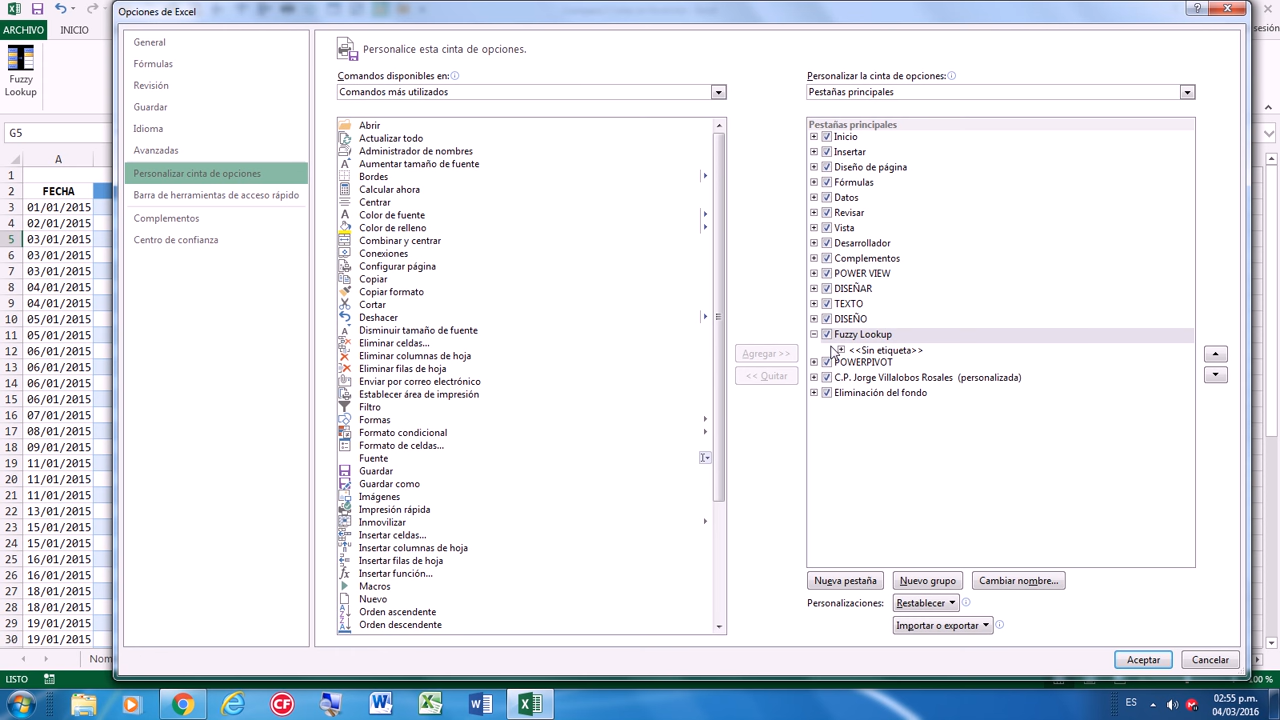 Opciones de Excel
ARCHIVO
INICIO
esión
Fuzzy
Lookup
G5
A
1
2 FECHA
3 01/01/2015
4 02/01/2015
5 03/01/2015
6 03/01/2015
7 03/01/2015
8 04/01/2015
9 04/01/2015
10 05/01/2015
11 05/01/2015
12 06/01/2015
13 06/01/2015
14 06/01/2015
15 06/01/2015
16 07/01/2015
17 08/01/2015
18 09/01/2015
19 11/01/2015
20 11/01/2015
21 11/01/2015
22 13/01/2015
23 15/01/2015
24 15/01/2015
25 16/01/2015
26 16/01/2015
27 18/01/2015
28 18/01/2015
29 19/01/2015
30 19/01/2015
Nom
LISTO
General
Fórmulas
Revisión
Guardar
Idioma
Avanzadas
Personalizar cinta de opciones
Barra de herramientas de acceso rápido
Complementos
Centro de confianza
Personalice esta cinta de opciones.
Comandos disponibles en:
Comandos más utilizados
Abrir
Actualizar todo
Administrador de nombres
Aumentar tamaño de fuente
Bordes
Calcular ahora
Centrar
Color de fuente
Color de relleno
Combinar y centrar
Conexiones
Configurar página
Copiar
Copiar formato
Cortar
Deshacer
Disminuir tamaño de fuente
Eliminar celdas...
Eliminar columnas de hoja
Eliminar filas de hoja
Enviar por correo electrónico
Establecer área de impresión
Filtro
Formas
Formato condicional
Formato de celdas...
Fuente
Guardar
Guardar como
Imágenes
Impresión rápida
Inmovilizar
Insertar celdas...
Insertar columnas de hoja
Insertar filas de hoja
Insertar función...
Macros
Nuevo
Orden ascendente
Orden descendente
Agregar >>
<< Quitar
Personalizar la cinta de opciones:
Pestañas principales
Pestañas principales
Inicio
Insertar
Diseño de página
Fórmulas
Datos
Revisar
Vista
Desarrollador
Complementos
POWER VIEW
DISEÑAR
TEXTO
DISEÑO
Fuzzy Lookup
<<Sin etiqueta>>
POWERPIVOT
C.P. Jorge Villalobos Rosales (personalizada)
Eliminación del fondo
Nueva pestaña
Nuevo grupo
Cambiar nombre...
Personalizaciones:
Restablecer
Importar o exportar
Aceptar
Cancelar
100 %
ES
02:55 p.m.
04/03/2016